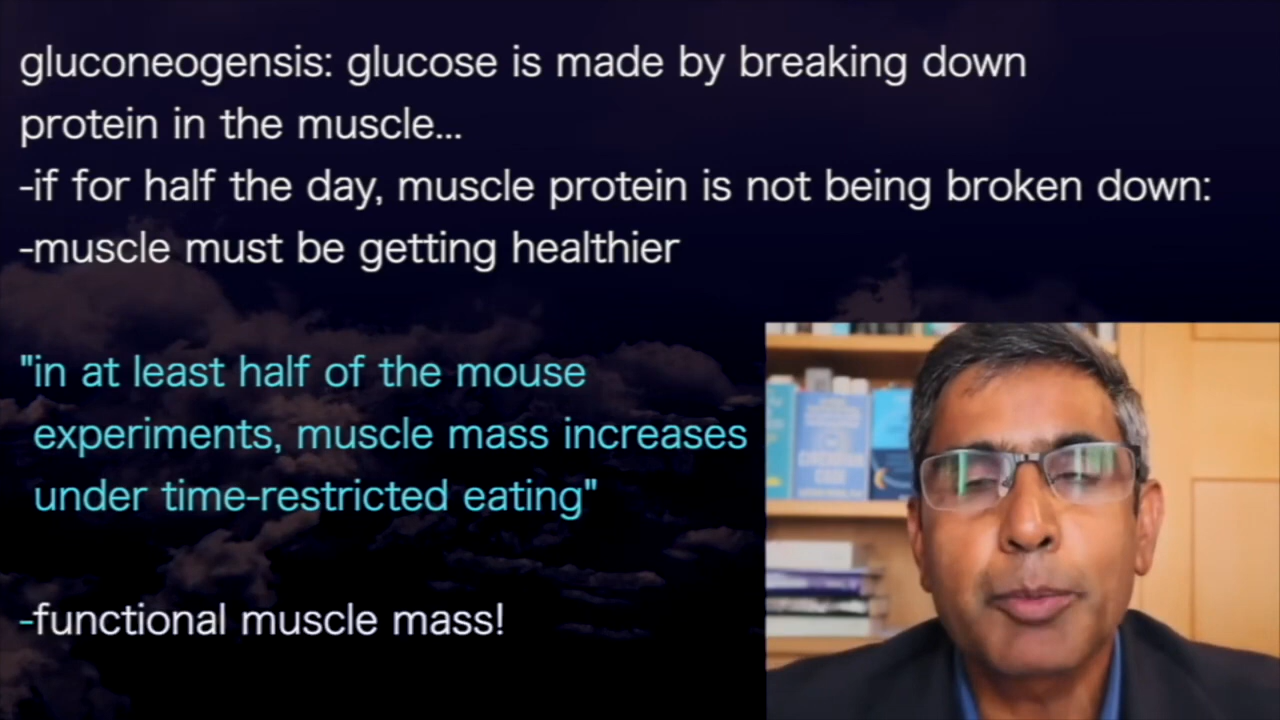 gluconeogensis: glucose is made by breaking down
protein in the muscle...
-if for half the day, muscle protein is not being broken down:
-muscle must be getting healthier
"in at least half of the mouse
experiments, muscle mass increases
under time-restricted eating"
-functional muscle mass!